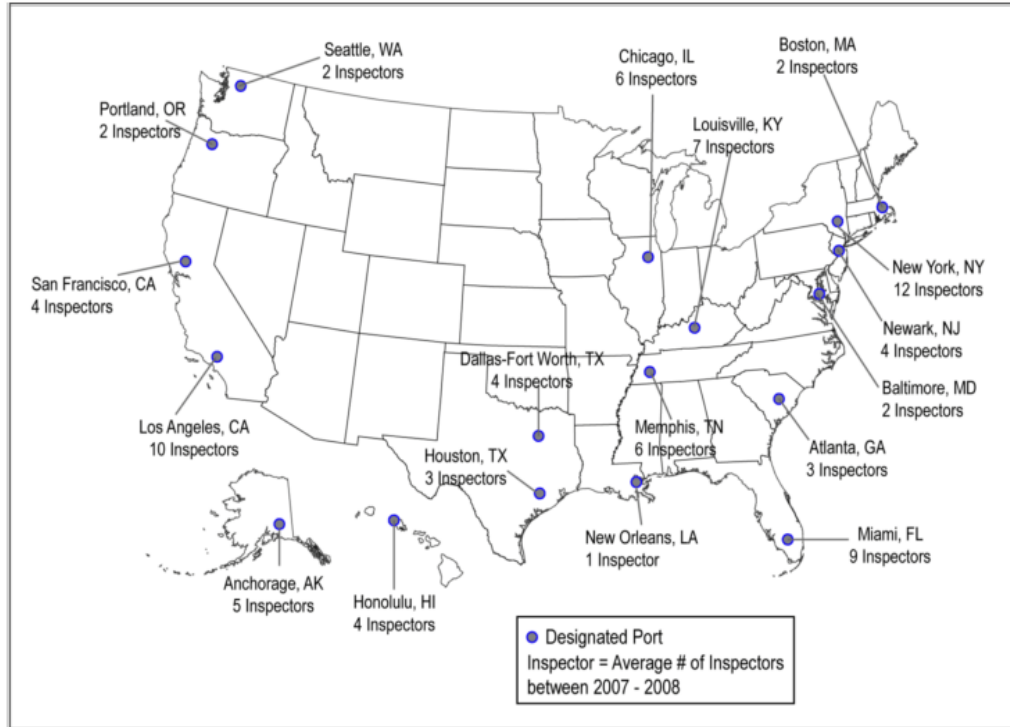 Seattle, WA
2 Inspectors
Portland, OR
2 Inspectors
San Francisco, CA
4 Inspectors
Los Angeles, CA
10 Inspectors
Anchorage, AK
5 Inspectors
Honolulu, HI
4 Inspectors
Dallas-Fort Worth, TX
4 Inspectors
Houston, TX
3 Inspectors
Chicago, IL
6 Inspectors
Louisville, KY
7 Inspectors
Boston, MA
2 Inspectors
New York, NY
12 Inspectors
Newark, NJ
4 Inspectors
Baltimore, MD
2 Inspectors
Memphis, TN
6 Inspectors
Atlanta, GA
3 Inspectors
New Orleans, LA
1 Inspector
Miami, FL
9 Inspectors
Designated Port
Inspector = Average # of Inspectors
between 2007 - 2008